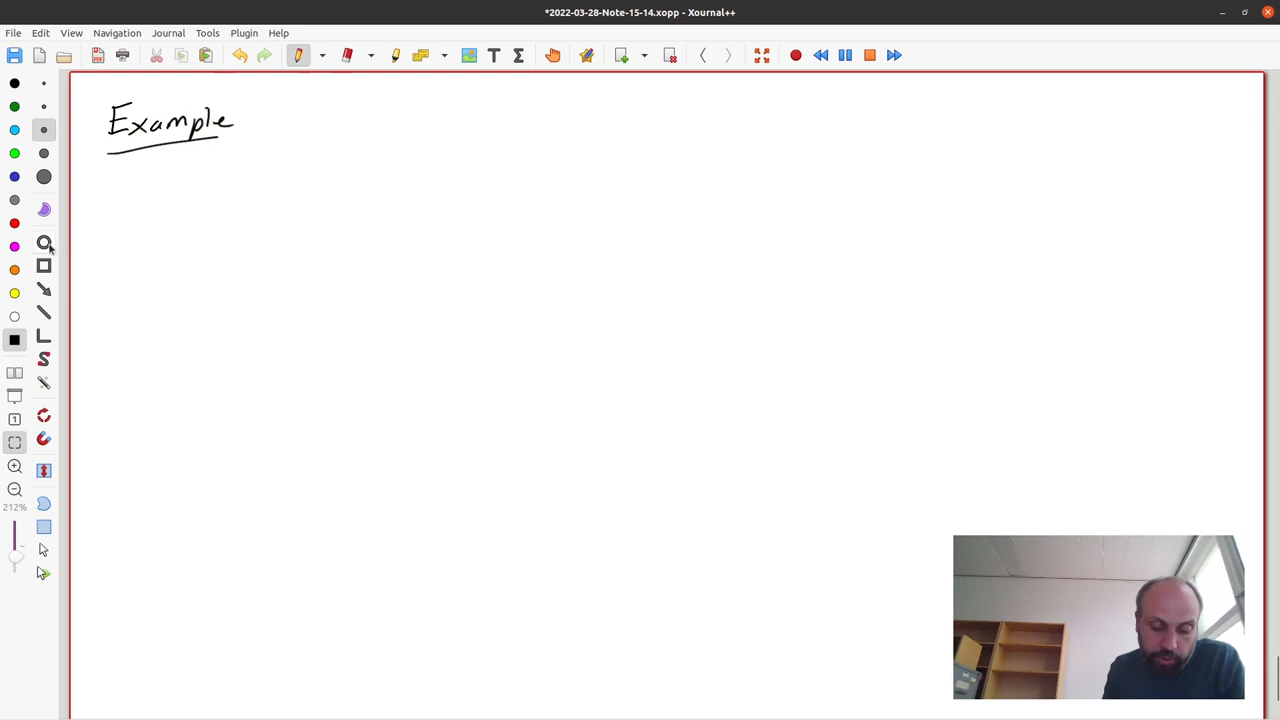 *2022-03-28-Note-15-14.xopp - Xournal++
File Edit View Navigation Journal Tools Plugin Help
Example
212%